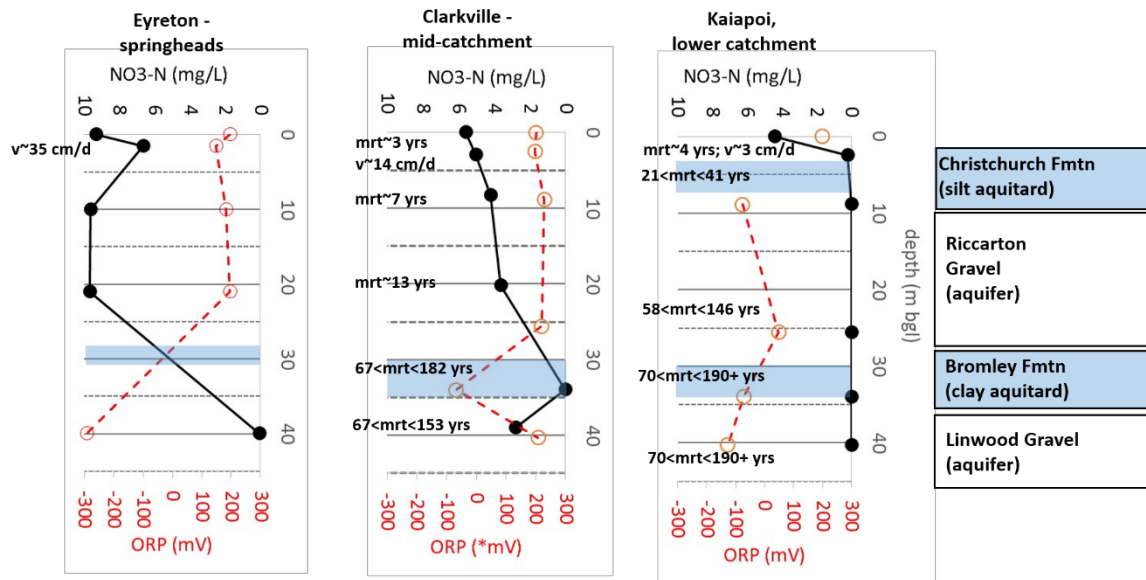 Eyreton -
springheads
NO3-N (mg/L)
10 8 6 4 2 0
v~35 cm/d
0
10
20
30
40
-300 -200 -100 0 100 200 300
ORP (mV)
Clarkville -
mid-catchment
NO3-N (mg/L)
10 8 6 4 2 0
mrt~3 yrs
v~14 cm/d
mrt~7 yrs
mrt~13 yrs
67<mrt<182 yrs
67<mrt<153 yrs
0
10
20
30
40
-300 -200 -100 0 100 200 300
ORP (*mV)
Kaiapoi,
lower catchment
NO3-N (mg/L)
10 8 6 4 2 0
mrt~4 yrs; v~3 cm/d
21<mrt<41 yrs
58<mrt<146 yrs
70<mrt<190+ yrs
70<mrt<190+ yrs
0
10
20
30
40
depth (m bgl)
300 200 100 0 100 200 300
ORP (mV)
Christchurch Fmtn
(silt aquitard)
Riccarton
Gravel
(aquifer)
Bromley Fmtn
(clay aquitard)
Linwood Gravel
(aquifer)